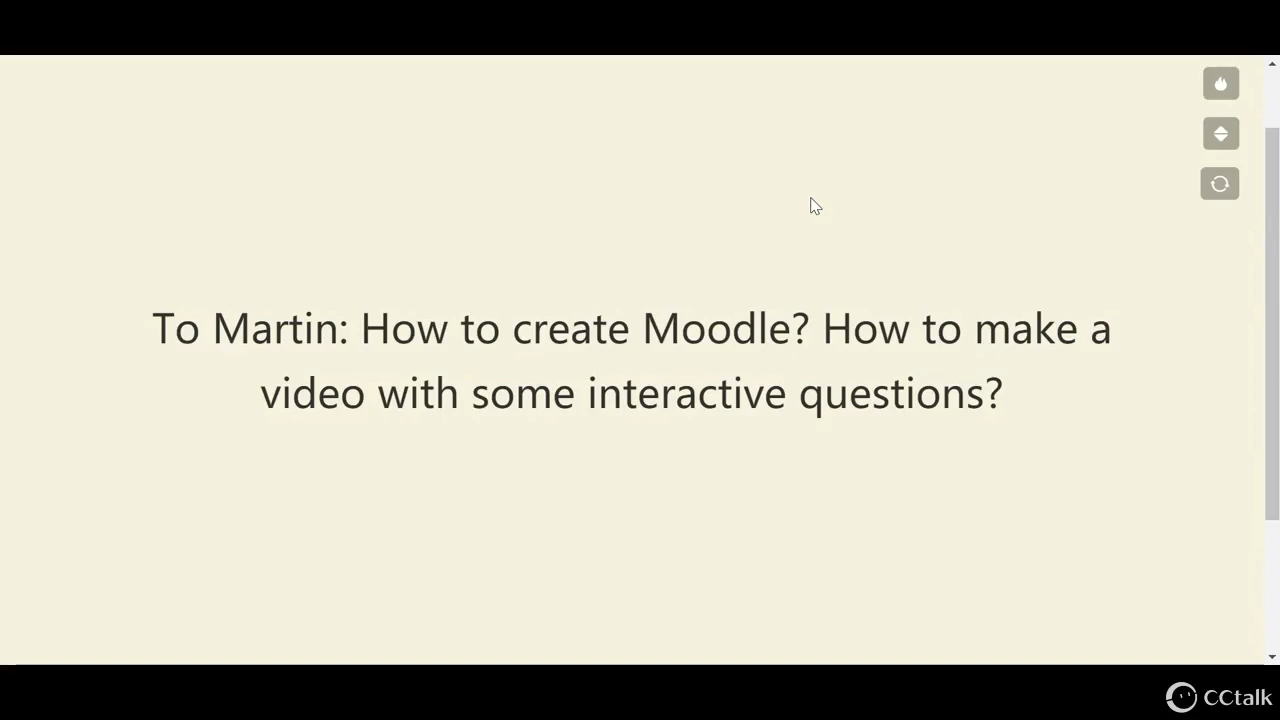 To Martin: How to create Moodle? How to make a
video with some interactive questions?
CCtalk